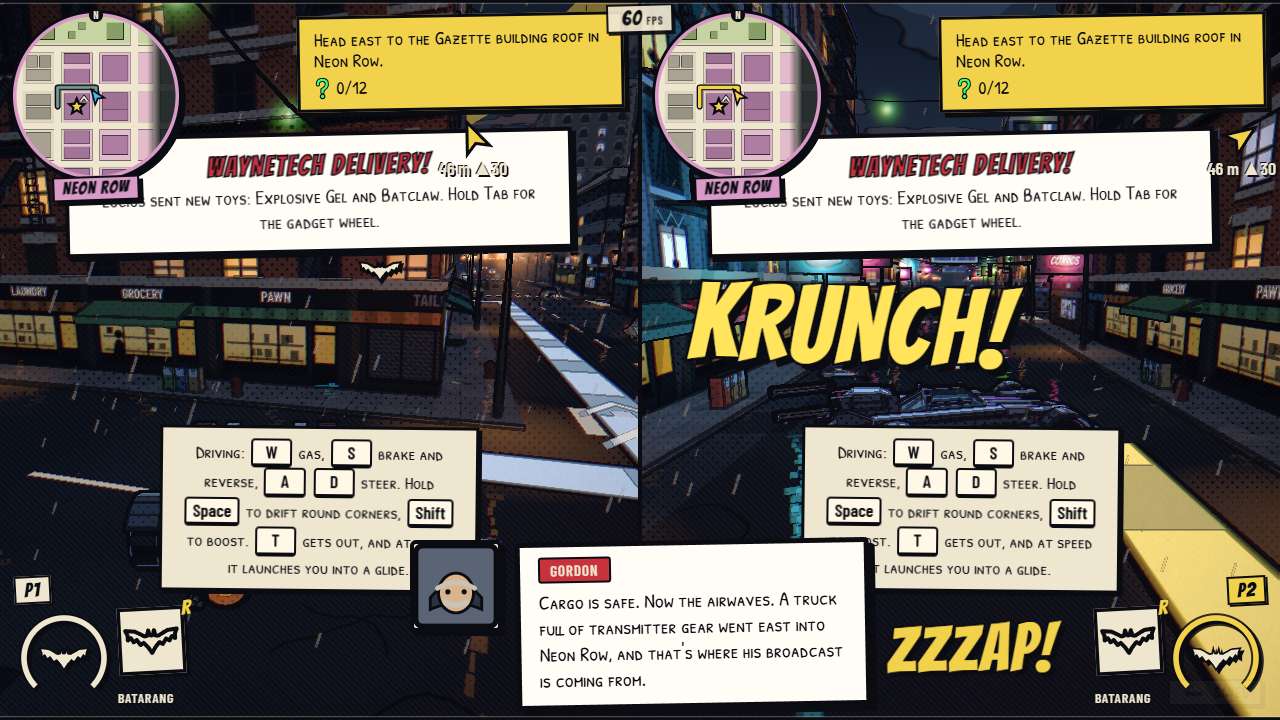 N
Head east to the Gazette building roof in
Neon Row.
? 0/12
60 FPS
N
Head east to the Gazette building roof in
Neon Row.
? 0/12
WAYNETECH DELIVERY!
46 m ▲30
NEON ROW
Lucius sent new toys: Explosive Gel and Batclaw. Hold Tab for
the gadget wheel.
WAYNETECH DELIVERY!
46 m ▲30
NEON ROW
Lucius sent new toys: Explosive Gel and Batclaw. Hold Tab for
the gadget wheel.
LAUNDRY
GROCERY
PAWN
TAIL
COMICS
GROCERY
PAW
KRUNCH!
Driving: W gas, S brake and
reverse, A D steer. Hold
Space to drift round corners, Shift
to boost. T gets out, and at
it launches you into a glide.
Driving: W gas, S brake and
reverse, A D steer. Hold
Space to drift round corners, Shift
T gets out, and at speed
it launches you into a glide.
P1
R
BATARANG
GORDON
Cargo is safe. Now the airwaves. A truck
full of transmitter gear went east into
Neon Row, and that's where his broadcast
is coming from.
ZZZAP!
P2
R
BATARANG